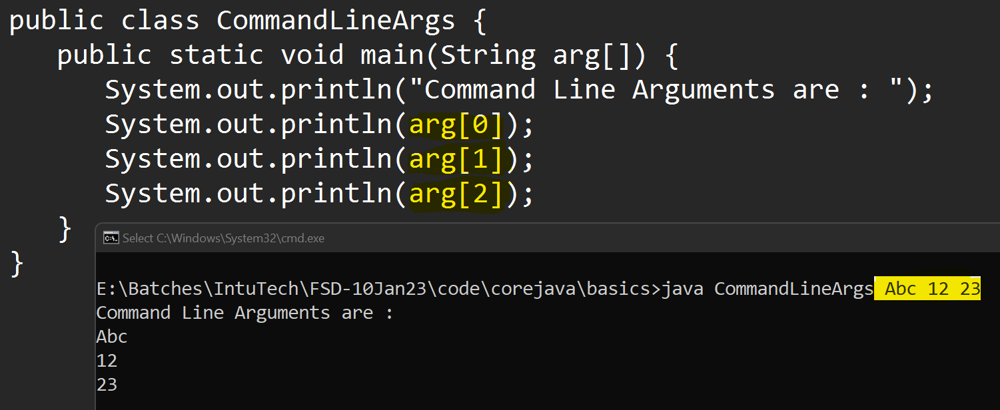 public class CommandLineArgs {
public static void main(String arg[]) {
System.out.println("Command Line Arguments are : ");
System.out.println(arg[0]);
System.out.println(arg[1]);
System.out.println(arg[2]);
}
}
Select C:\Windows\System32\cmd.exe
E:\Batches\IntuTech\FSD-10Jan23\code\corejava\basics>java CommandLineArgs Abc 12 23
Command Line Arguments are :
Abc
12
23